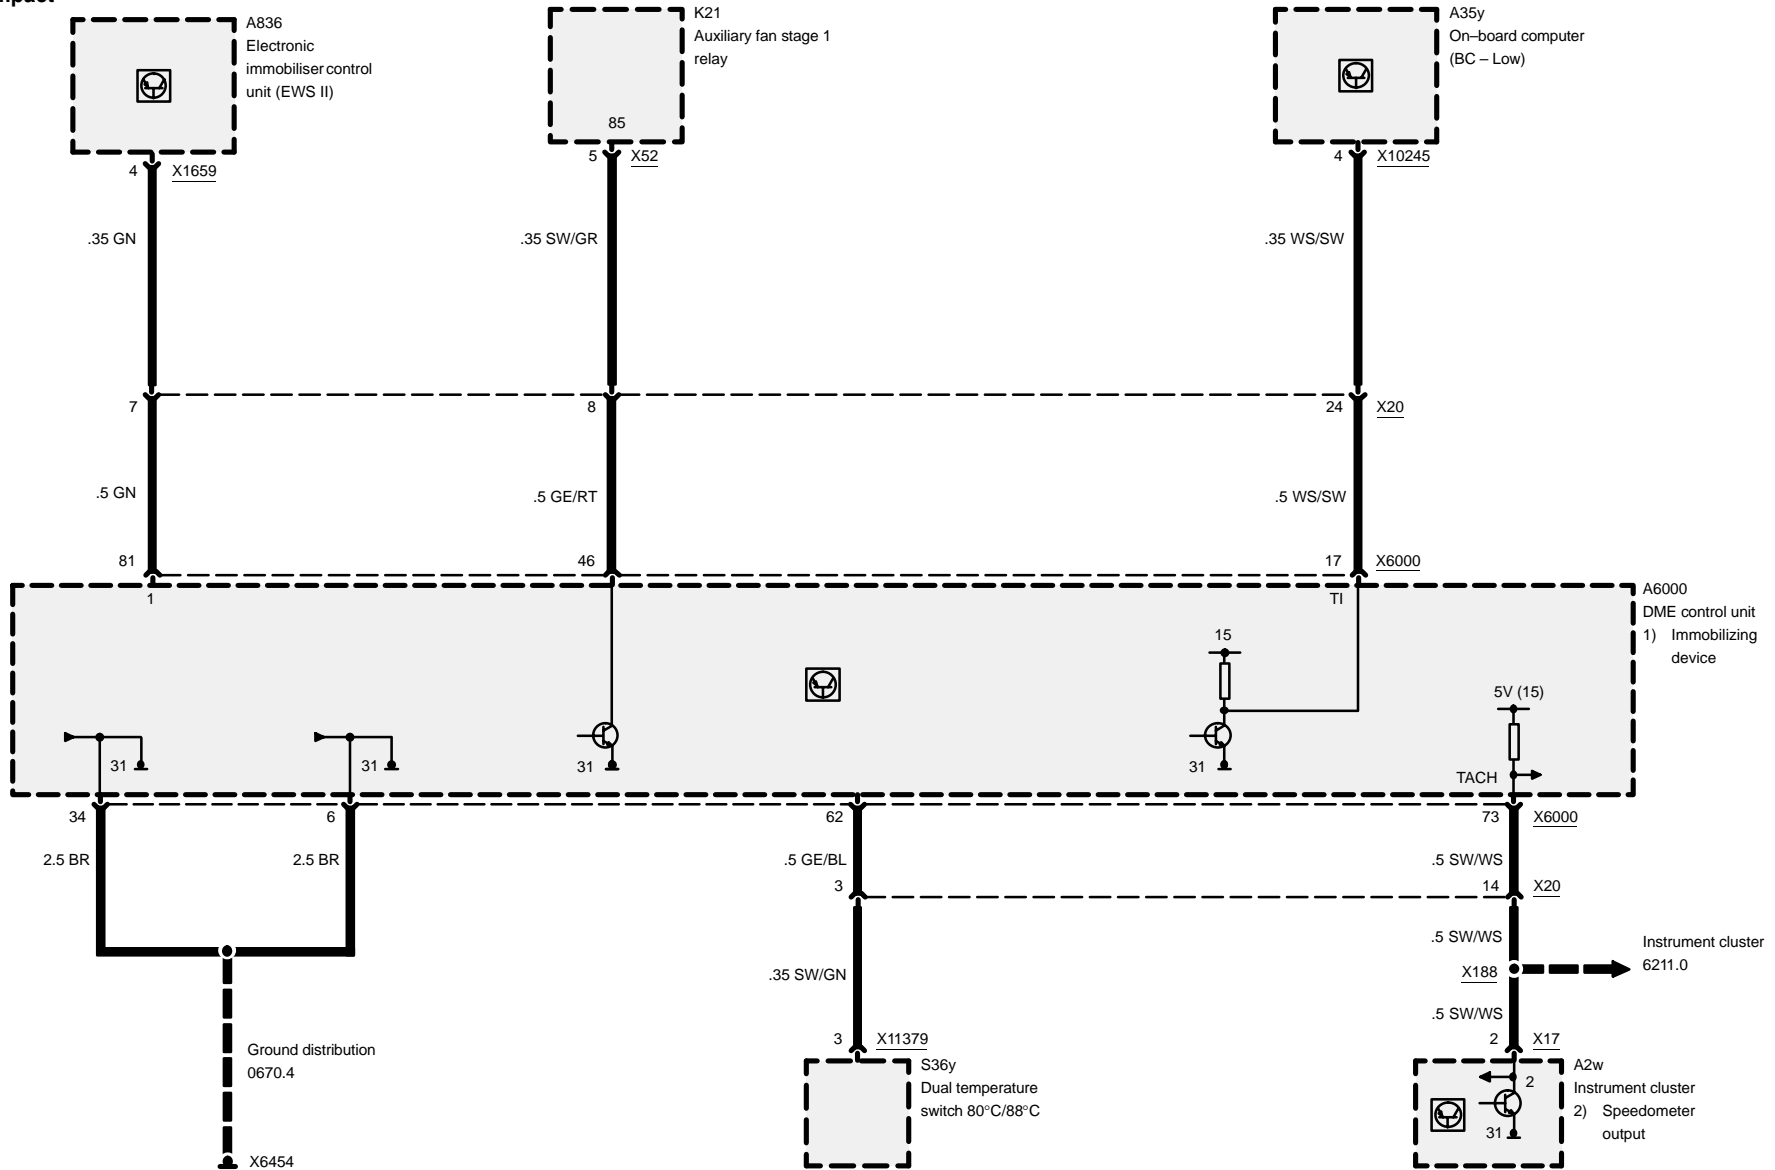 A836
Electronic
immobiliser control
unit (EWS II)
K21
Auxiliary fan stage 1
relay
A35y
On–board computer
(BC – Low)
85
4 X1659
5 X52
4 X10245
.35 GN
.35 SW/GR
.35 WS/SW
7
8
24 X20
.5 GN
.5 GE/RT
.5 WS/SW
81
46
17 X6000
1
TI
A6000
DME control unit
1) Immobilizing
device
15
5V (15)
31
31
31
31
TACH
34
6
62
73 X6000
2.5 BR
2.5 BR
.5 GE/BL
.5 SW/WS
3
14 X20
.5 SW/WS
Instrument cluster
6211.0
.35 SW/GN
X188
.5 SW/WS
Ground distribution
0670.4
3 X11379
2 X17
S36y
Dual temperature
switch 80°C/88°C
A2w
Instrument cluster
2) Speedometer
output
2
31
X6454